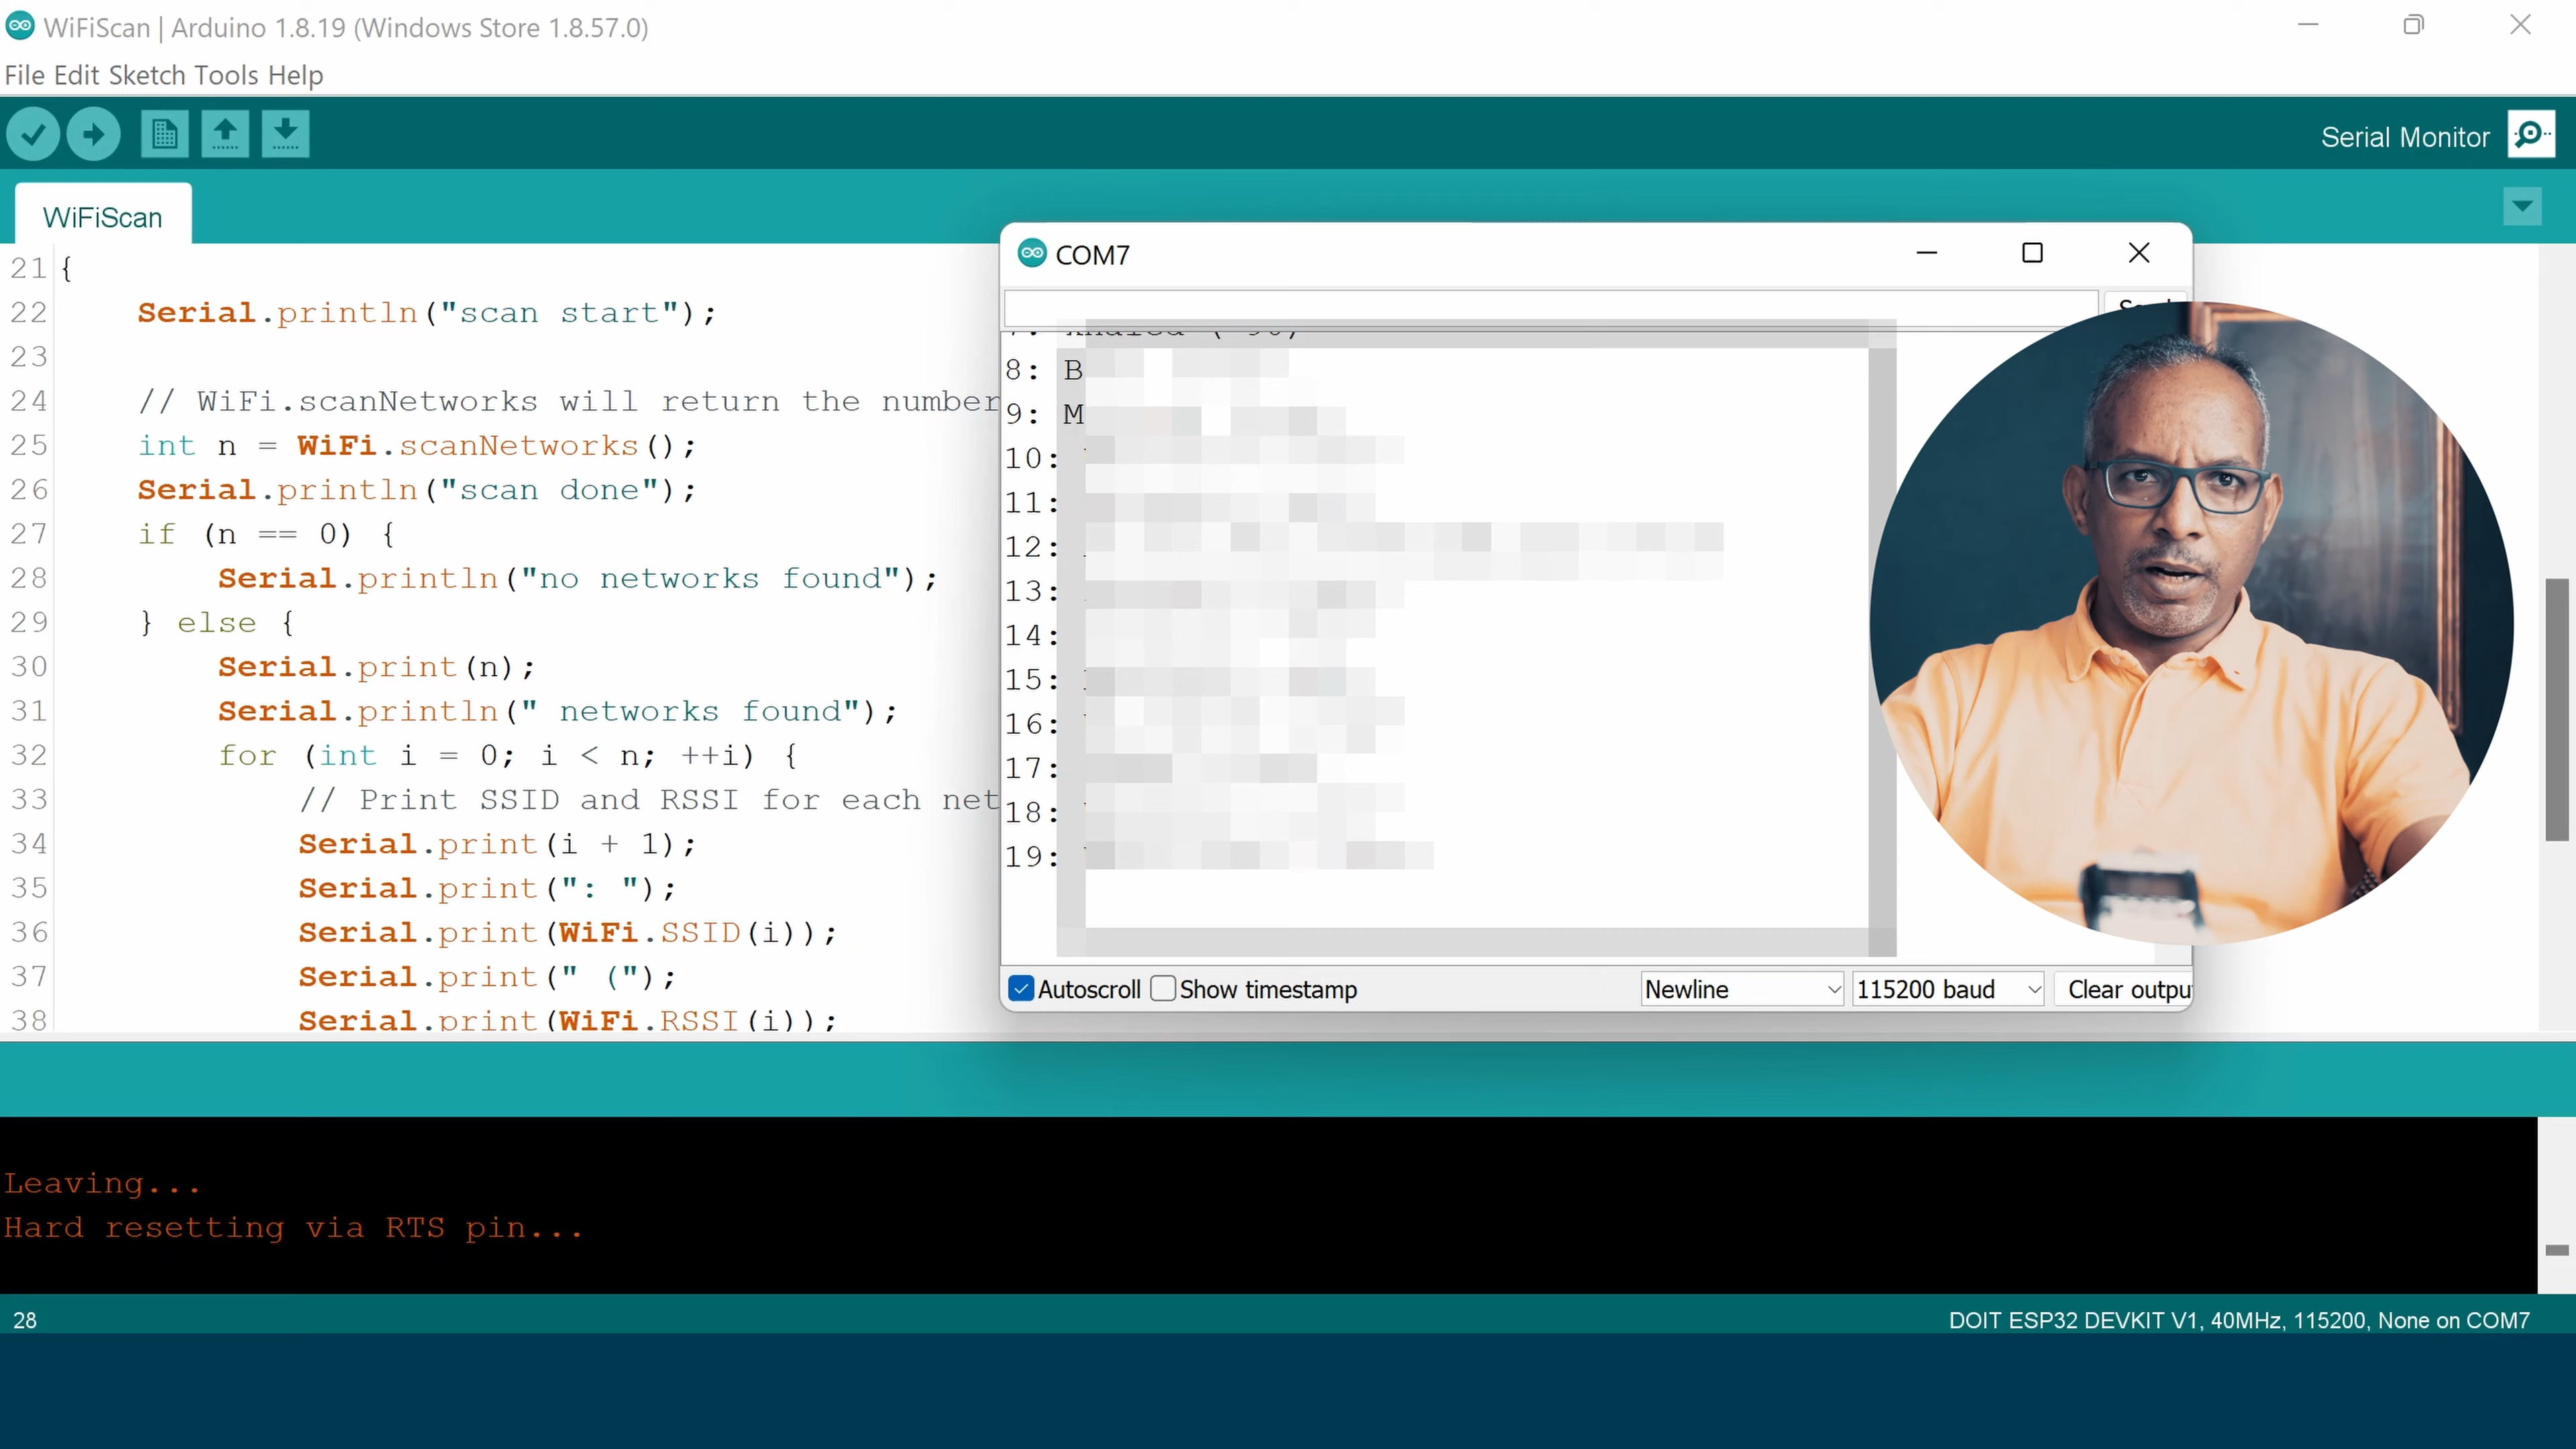 WiFiScan | Arduino 1.8.19 (Windows Store 1.8.57.0)
File Edit Sketch Tools Help
Serial Monitor
WiFiScan
21 {
22 Serial.println("scan start");
23
24 // WiFi.scanNetworks will return the number
25 int n = WiFi.scanNetworks();
26 Serial.println("scan done");
27 if (n == 0) {
28 Serial.println("no networks found");
29 } else {
30 Serial.print(n);
31 Serial.println(" networks found");
32 for (int i = 0; i < n; ++i) {
33 // Print SSID and RSSI for each net
34 Serial.print(i + 1);
35 Serial.print(": ");
36 Serial.print(WiFi.SSID(i));
37 Serial.print(" (");
38 Serial.print(WiFi.RSSI(i));
COM7
8: B
9: M
10:
11:
12:
13:
14:
15:
16:
17:
18:
19:
Autoscroll Show timestamp Newline 115200 baud Clear outpu
Leaving...
Hard resetting via RTS pin...
28
DOIT ESP32 DEVKIT V1, 40MHz, 115200, None on COM7